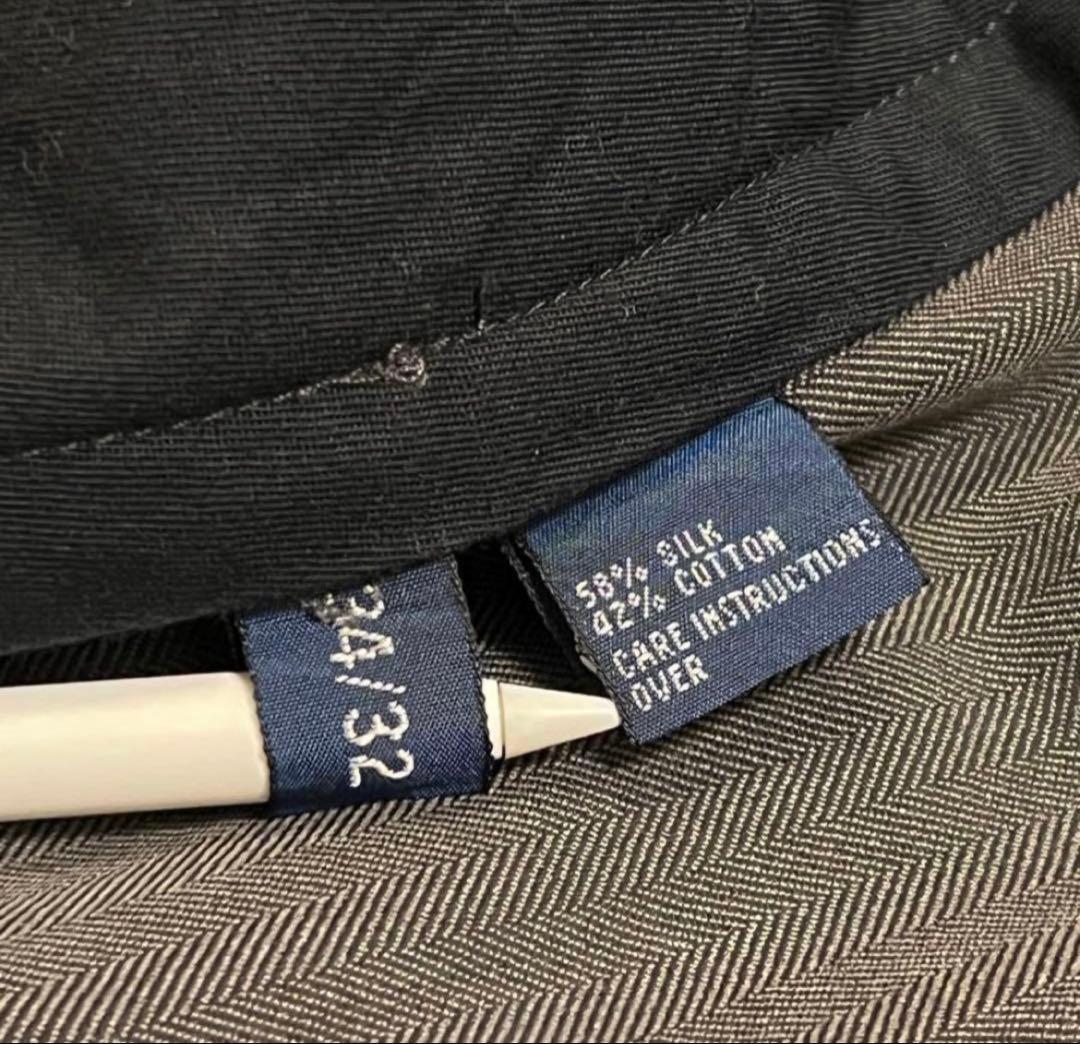 34/32
58% SILK
42% COTTON
CARE INSTRUCTIONS
OVER